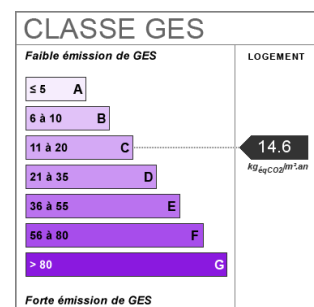 CLASSE GES
Faible émission de GES
LOGEMENT
≤ 5 A
6 à 10 B
11 à 20 C
14.6
kgéqCO2/m².an
21 à 35 D
36 à 55 E
56 à 80 F
> 80 G
Forte émission de GES